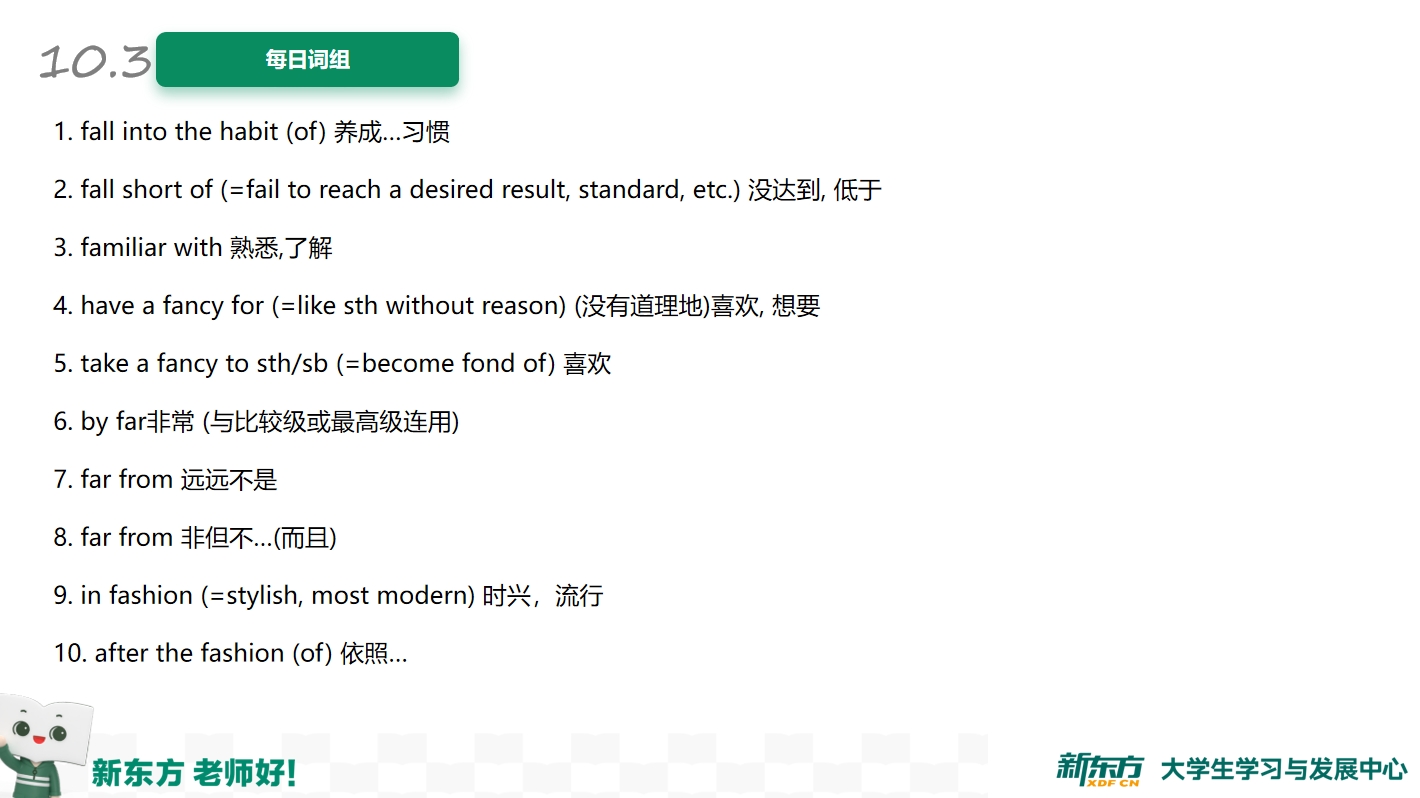 10.3 每日词组
1. fall into the habit (of) 养成...习惯
2. fall short of (=fail to reach a desired result, standard, etc.) 没达到, 低于
3. familiar with 熟悉,了解
4. have a fancy for (=like sth without reason) (没有道理地)喜欢, 想要
5. take a fancy to sth/sb (=become fond of) 喜欢
6. by far非常 (与比较级或最高级连用)
7. far from 远远不是
8. far from 非但不...(而且)
9. in fashion (=stylish, most modern) 时兴，流行
10. after the fashion (of) 依照...
新东方 老师好!
新东方 XDF.CN 大学生学习与发展中心